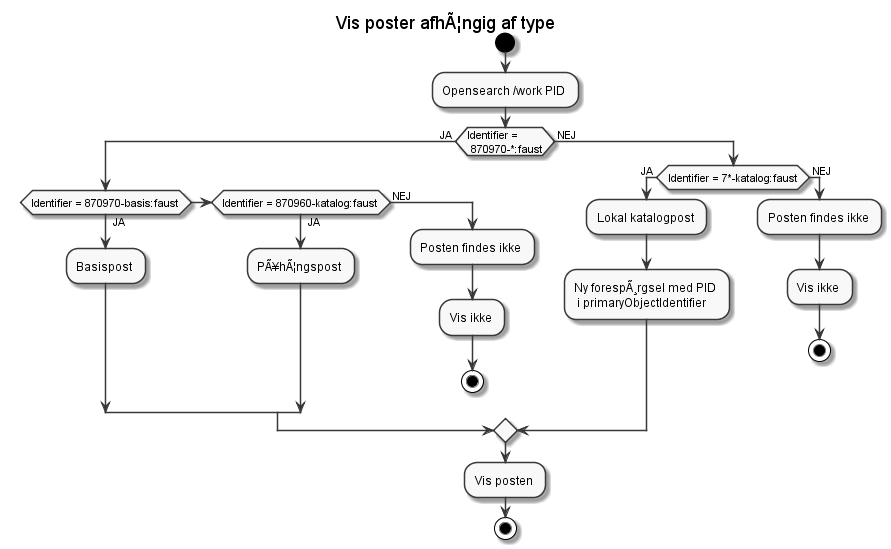 Vis poster afhÃ¦ngig af type
Opensearch /work PID
JA
Identifier =
870970-*:faust
NEJ
JA
Identifier = 7*-katalog:faust
NEJ
Identifier = 870970-basis:faust
JA
Identifier = 870960-katalog:faust
JA
NEJ
Lokal katalogpost
Posten findes ikke
Basispost
PÃ¥hÃ¦ngspost
Posten findes ikke
Ny forespÃ¸rgsel med PID
i primaryObjectIdentifier
Vis ikke
Vis ikke
Vis posten